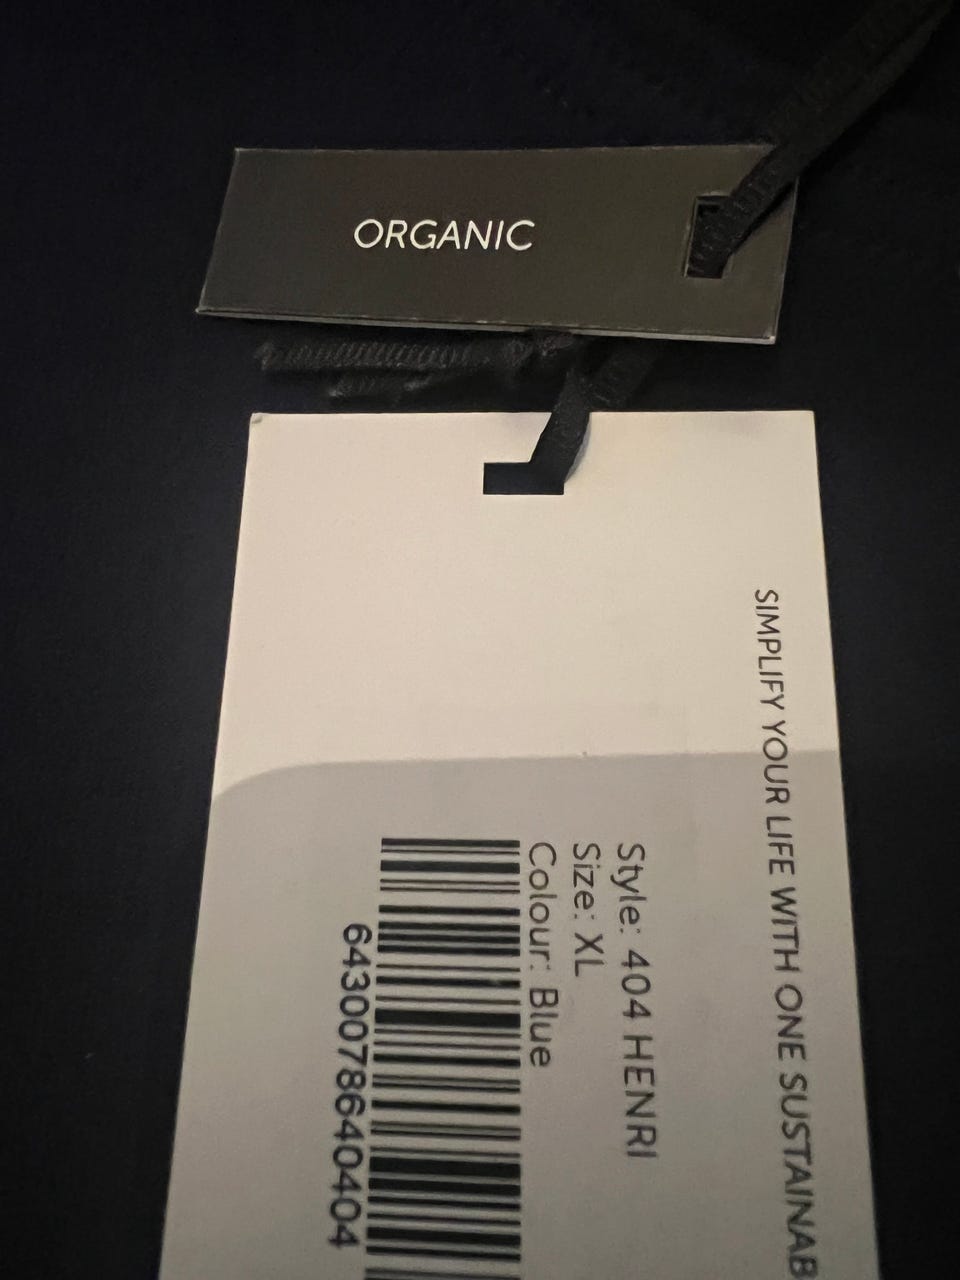 ORGANIC
SIMPLIFY YOUR LIFE WITH ONE SUSTAINAB
Style: 404 HENRI
Size: XL
Colour: Blue
6430078640404